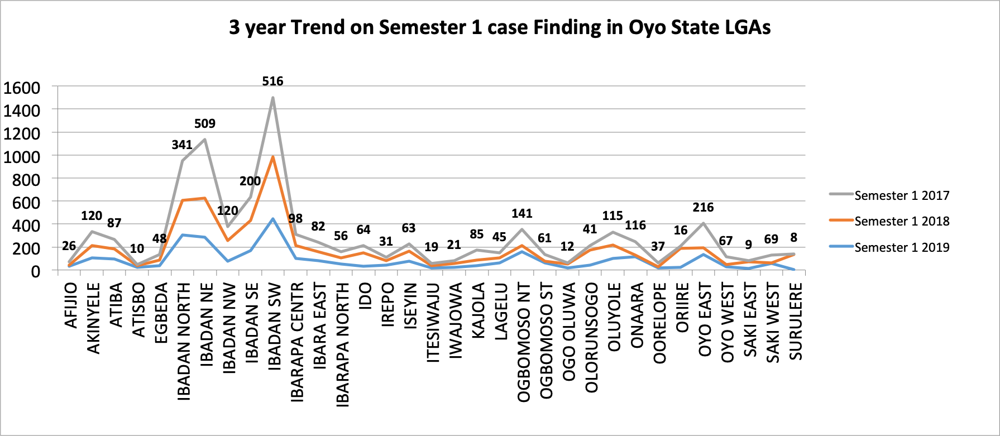 3 year Trend on Semester 1 case Finding in Oyo State LGAs
1600
1400
1200
1000
800
600
400
200
0
26
120
87
10
48
341
509
120
200
516
98
82
56
64
31
63
19
21
85
45
141
61
12
41
115
116
37
16
216
67
9
69
8
AFIJIO
AKINYELE
ATIBA
ATISBO
EGBEDA
IBADAN NORTH
IBADAN NE
IBADAN NW
IBADAN SE
IBADAN SW
IBARAPA CENTR
IBARA EAST
IBARAPA NORTH
IDO
IREPO
ISEYIN
ITESIWAJU
IWAJOWA
KAJOLA
LAGELU
OGBOMOSO NT
OGBOMOSO ST
OGO OLUWA
OLORUNSOGO
OLUYOLE
ONAARA
OORELOPE
ORIIRE
OYO EAST
OYO WEST
SAKI EAST
SAKI WEST
SURULERE
Semester 1 2017
Semester 1 2018
Semester 1 2019